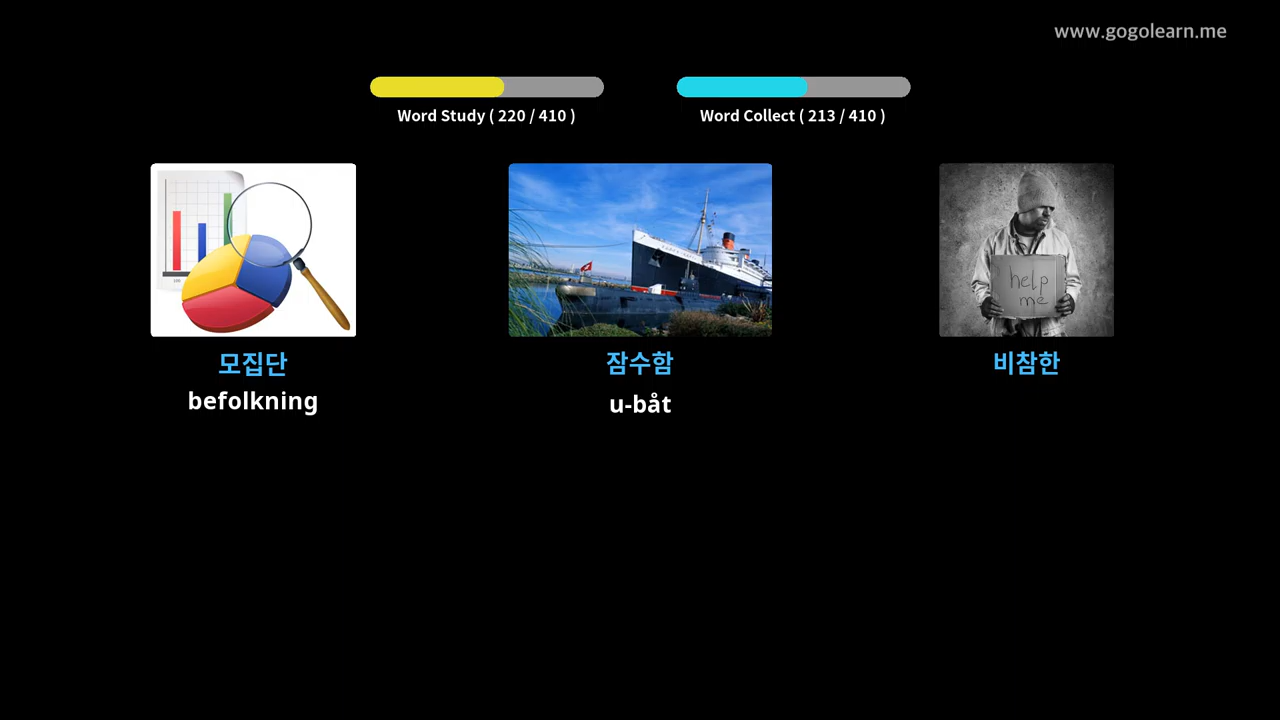 www.gogolearn.me
Word Study ( 220 / 410 )
Word Collect ( 213 / 410 )
help
me
모집단
잠수함
비참한
befolkning
u-båt